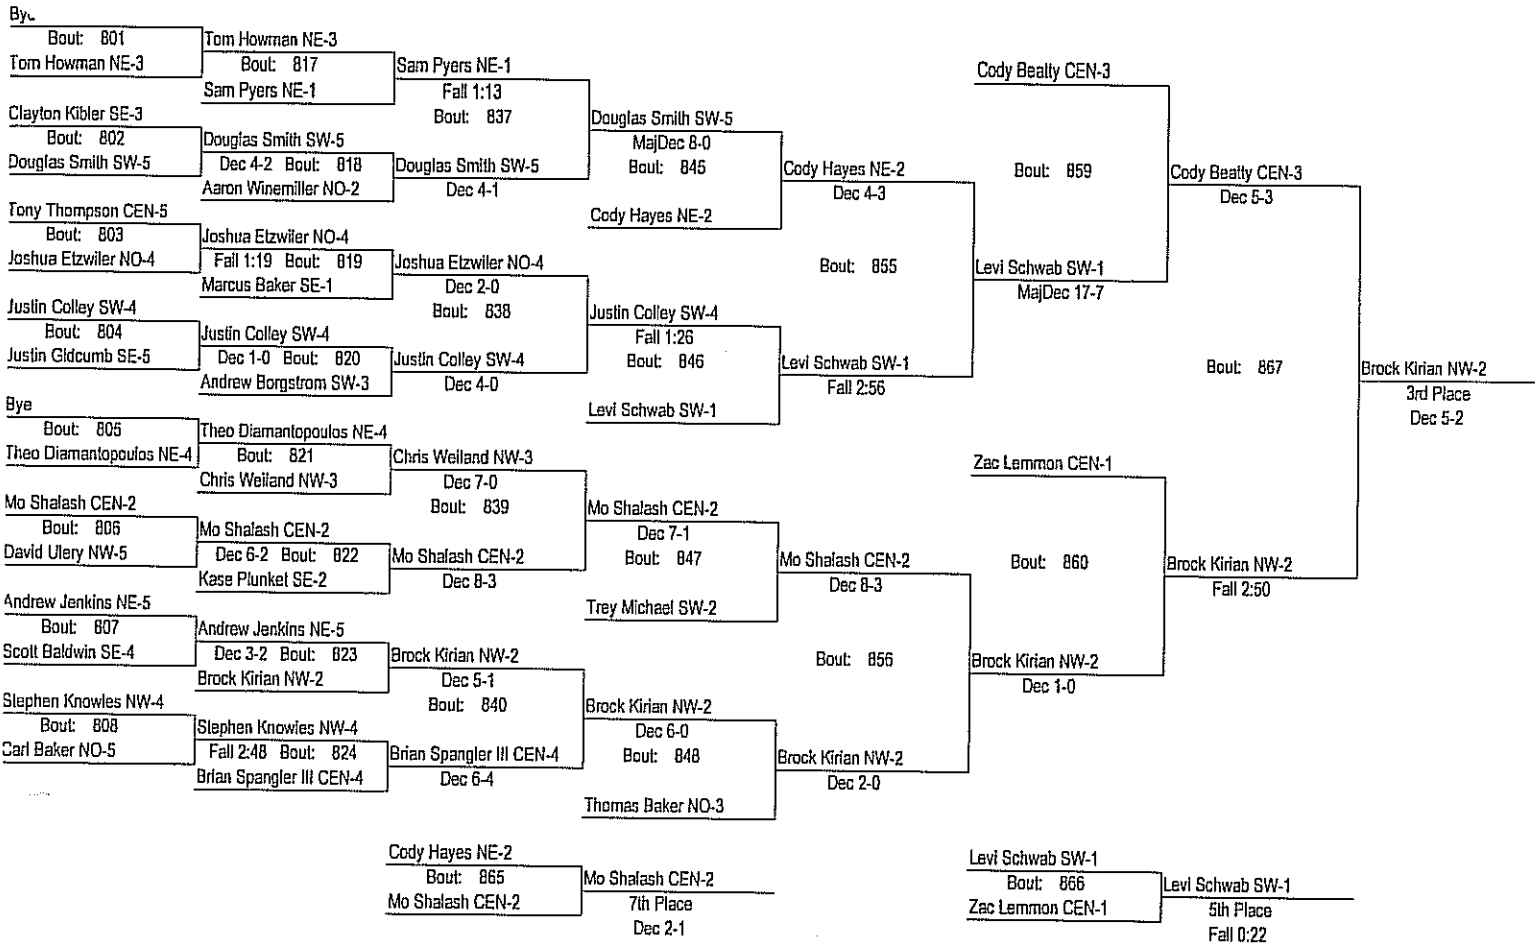 Bye
Bout: 801
Tom Howman NE-3
Clayton Kibler SE-3
Bout: 802
Douglas Smith SW-5
Tony Thompson CEN-5
Bout: 803
Joshua Etzwiler NO-4
Justin Colley SW-4
Bout: 804
Justin Gidcumb SE-5
Bye
Bout: 805
Theo Diamantopoulos NE-4
Mo Shalash CEN-2
Bout: 806
David Ulery NW-5
Andrew Jenkins NE-5
Bout: 807
Scott Baldwin SE-4
Stephen Knowles NW-4
Bout: 808
Carl Baker NO-5
Tom Howman NE-3
Bout: 817
Sam Pyers NE-1
Douglas Smith SW-5
Dec 4-2 Bout: 818
Aaron Winemiller NO-2
Joshua Etzwiler NO-4
Fall 1:19 Bout: 819
Marcus Baker SE-1
Justin Colley SW-4
Dec 1-0 Bout: 820
Andrew Borgstrom SW-3
Theo Diamantopoulos NE-4
Bout: 821
Chris Weiland NW-3
Mo Shalash CEN-2
Dec 6-2 Bout: 822
Kase Plunket SE-2
Andrew Jenkins NE-5
Dec 3-2 Bout: 823
Brock Kirian NW-2
Stephen Knowles NW-4
Fall 2:48 Bout: 824
Brian Spangler III CEN-4
Sam Pyers NE-1
Fall 1:13
Bout: 837
Douglas Smith SW-5
Dec 4-1
Joshua Etzwiler NO-4
Dec 2-0
Bout: 838
Justin Colley SW-4
Dec 4-0
Chris Weiland NW-3
Dec 7-0
Bout: 839
Mo Shalash CEN-2
Dec 8-3
Brock Kirian NW-2
Dec 5-1
Bout: 840
Brian Spangler III CEN-4
Dec 6-4
Douglas Smith SW-5
MajDec 8-0
Bout: 845
Cody Hayes NE-2
Justin Colley SW-4
Fall 1:26
Bout: 846
Levi Schwab SW-1
Mo Shalash CEN-2
Dec 7-1
Bout: 847
Trey Michael SW-2
Brock Kirian NW-2
Dec 6-0
Bout: 848
Thomas Baker NO-3
Cody Hayes NE-2
Dec 4-3
Bout: 855
Levi Schwab SW-1
Fall 2:56
Mo Shalash CEN-2
Dec 8-3
Bout: 856
Brock Kirian NW-2
Dec 2-0
Cody Beatty CEN-3
Bout: 859
Levi Schwab SW-1
MajDec 17-7
Zac Lemmon CEN-1
Bout: 860
Brock Kirian NW-2
Dec 1-0
Cody Beatty CEN-3
Dec 5-3
Bout: 867
Brock Kirian NW-2
Fall 2:50
Brock Kirian NW-2
3rd Place
Dec 5-2
Cody Hayes NE-2
Bout: 865
Mo Shalash CEN-2
Mo Shalash CEN-2
7th Place
Dec 2-1
Levi Schwab SW-1
Bout: 866
Zac Lemmon CEN-1
Levi Schwab SW-1
5th Place
Fall 0:22